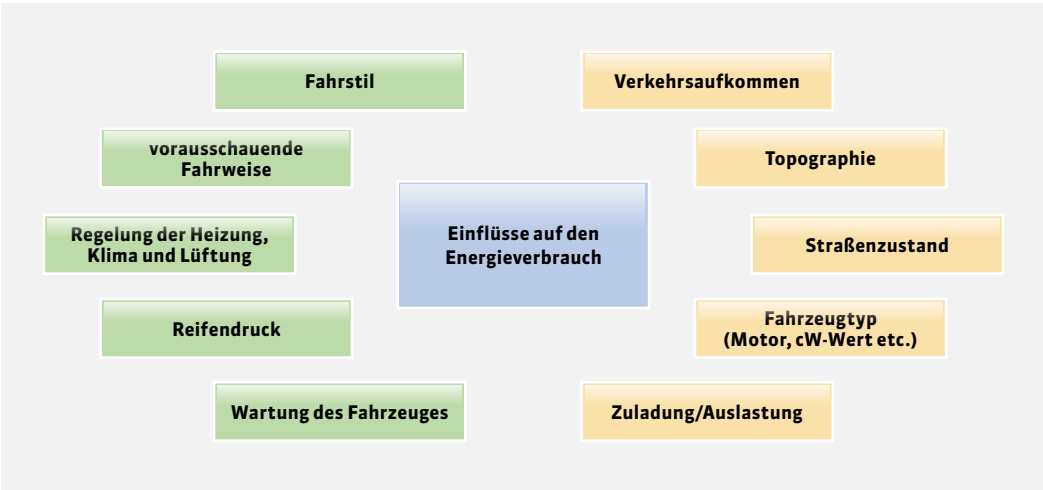 Fahrstil
Verkehrsaufkommen
vorausschauende
Fahrweise
Topographie
Regelung der Heizung,
Klima und Lüftung
Einflüsse auf den
Energieverbrauch
Straßenzustand
Reifendruck
Fahrzeugtyp
(Motor, cW-Wert etc.)
Wartung des Fahrzeuges
Zuladung/Auslastung